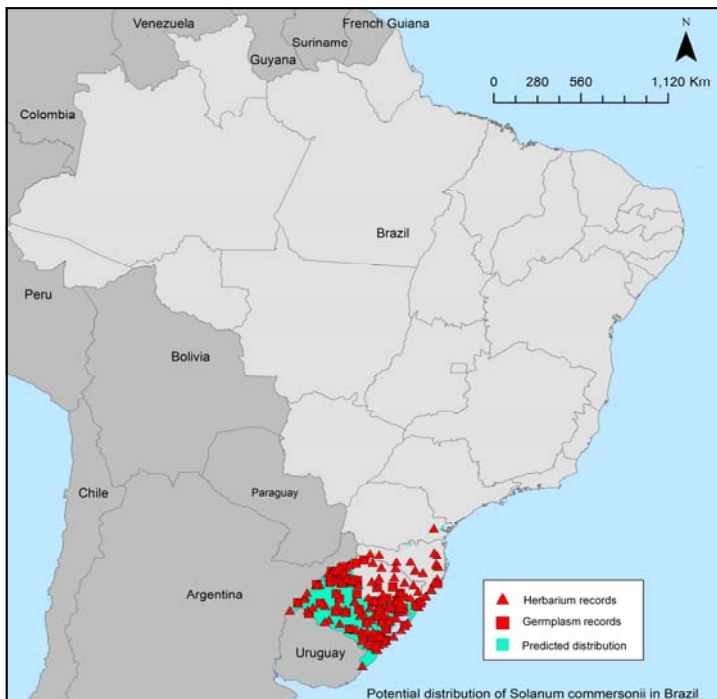 Venezuela
French Guiana
Suriname
Guyana
N
0 280 560 1,120 Km
Colombia
Brazil
Peru
Bolivia
Chile
Paraguay
Argentina
Uruguay
Herbarium records
Germplasm records
Predicted distribution
Potential distribution of Solanum commersonii in Brazil